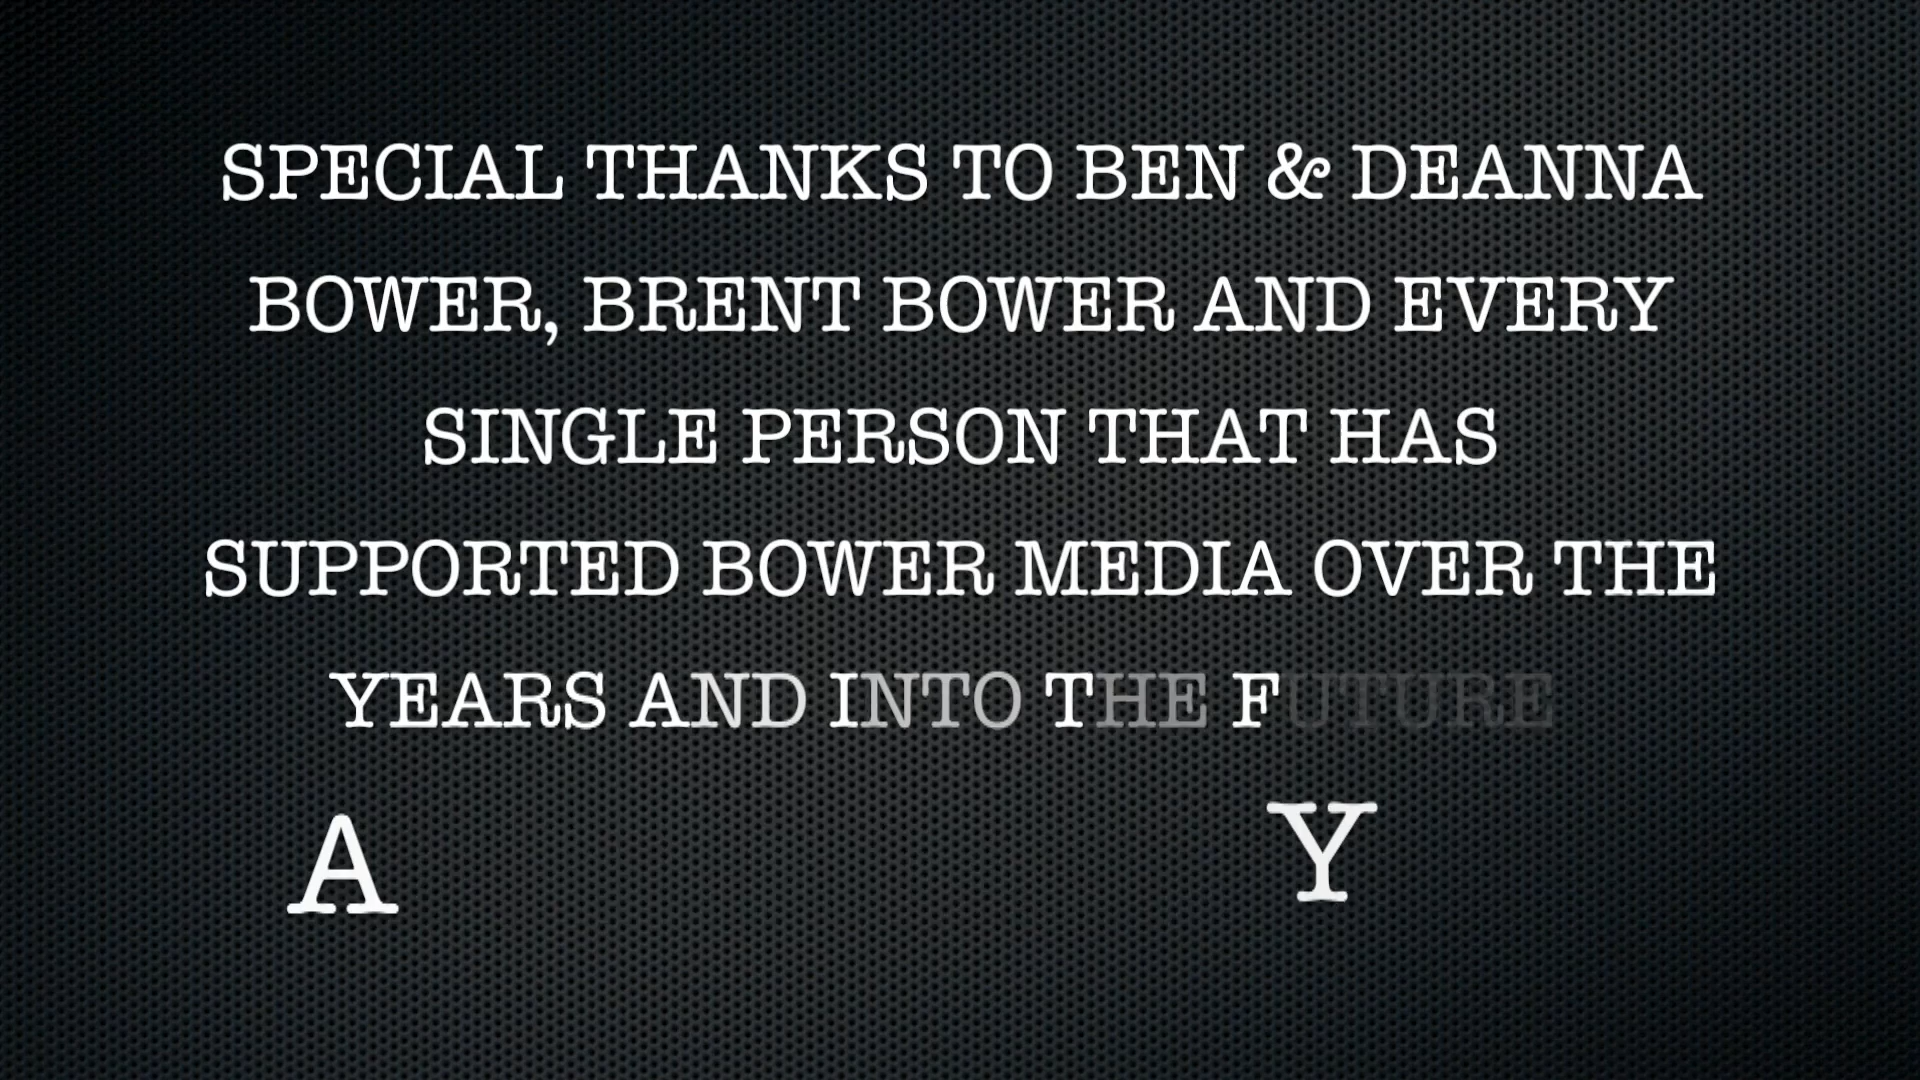 SPECIAL THANKS TO BEN & DEANNA
BOWER, BRENT BOWER AND EVERY
SINGLE PERSON THAT HAS
SUPPORTED BOWER MEDIA OVER THE
YEARS AND INTO THE FUTURE
A Y